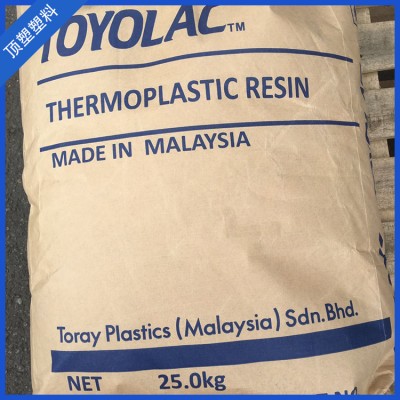 顶塑塑料
TOYOLAC™
THERMOPLASTIC RESIN
MADE IN MALAYSIA
Toray Plastics (Malaysia) Sdn.Bhd.
NET 25.0kg